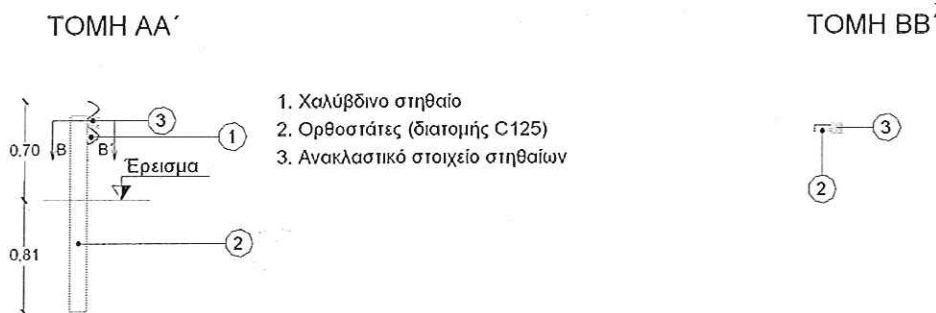 ΤΟΜΗ ΑΑ΄
ΤΟΜΗ ΒΒ΄
1. Χαλύβδινο στηθαίο
2. Ορθοστάτες (διατομής C125)
3. Ανακλαστικό στοιχείο στηθαίων
3
1
B
B'
0,70
Έρεισμα
2
0,81
3
2